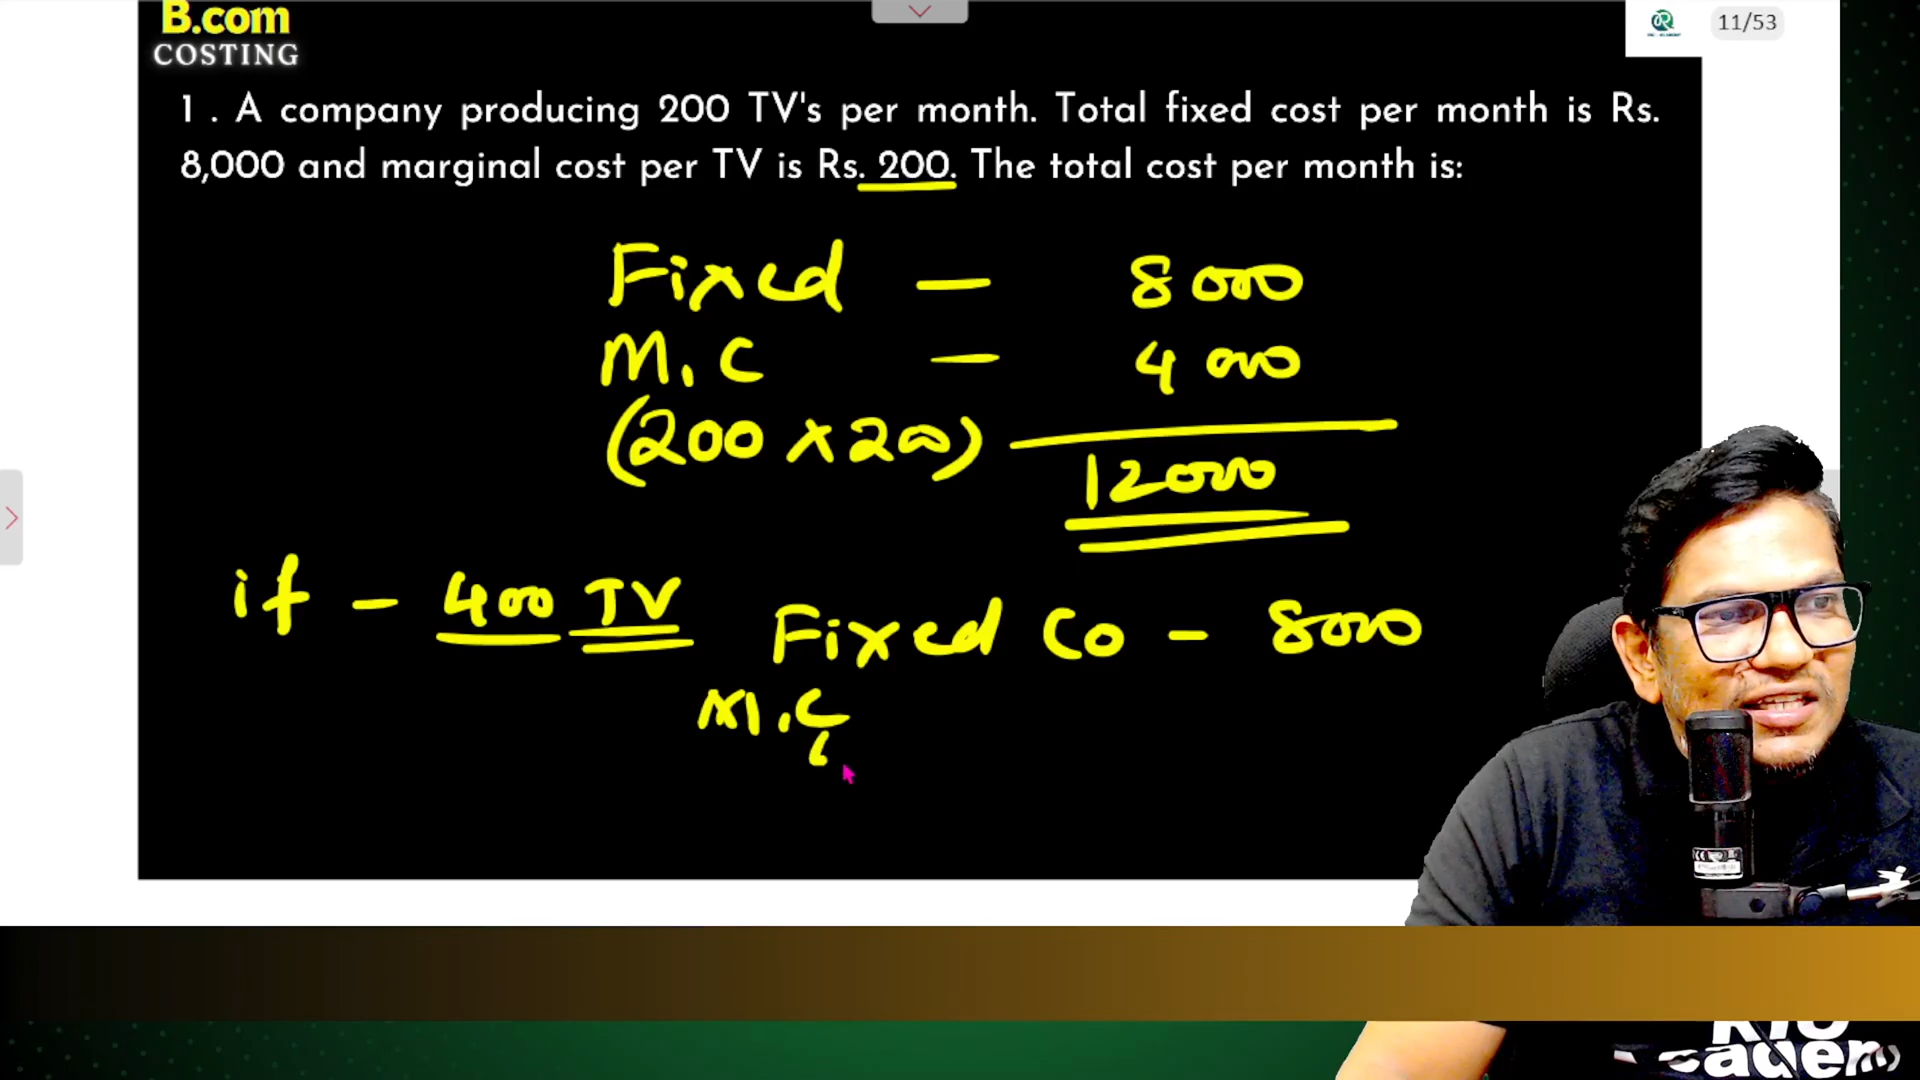 B.com
COSTING
11/53
1 . A company producing 200 TV's per month. Total fixed cost per month is Rs.
8,000 and marginal cost per TV is Rs. 200. The total cost per month is:
Fixed — 8000
M.C — 4000
(200 x 200)
12000
if - 400 TV Fixed Co - 8000
M.C